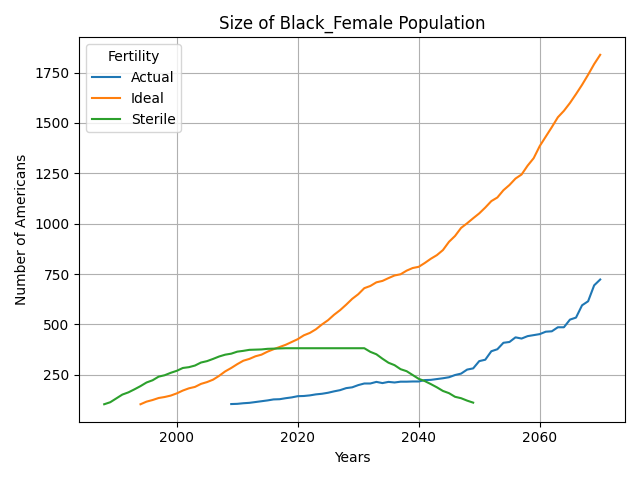 Size of Black_Female Population
Fertility
Actual
Ideal
Sterile
Number of Americans
1750
1500
1250
1000
750
500
250
2000
2020
2040
2060
Years